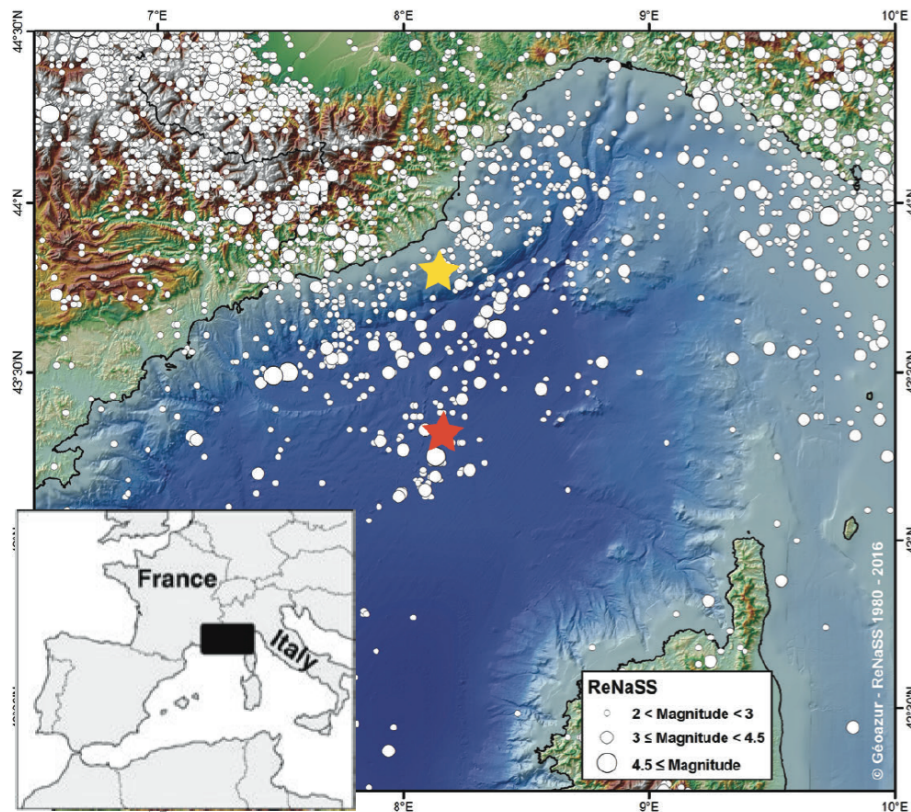 7°E 8°E 9°E 10°E
44°30'N
44°N
44°N
43°30'N
France
Italy
ReNaSS
2 < Magnitude < 3
3 ≤ Magnitude < 4.5
4.5 ≤ Magnitude
© Géoazur - ReNaSS 1980 - 2016
8°E 9°E 10°E